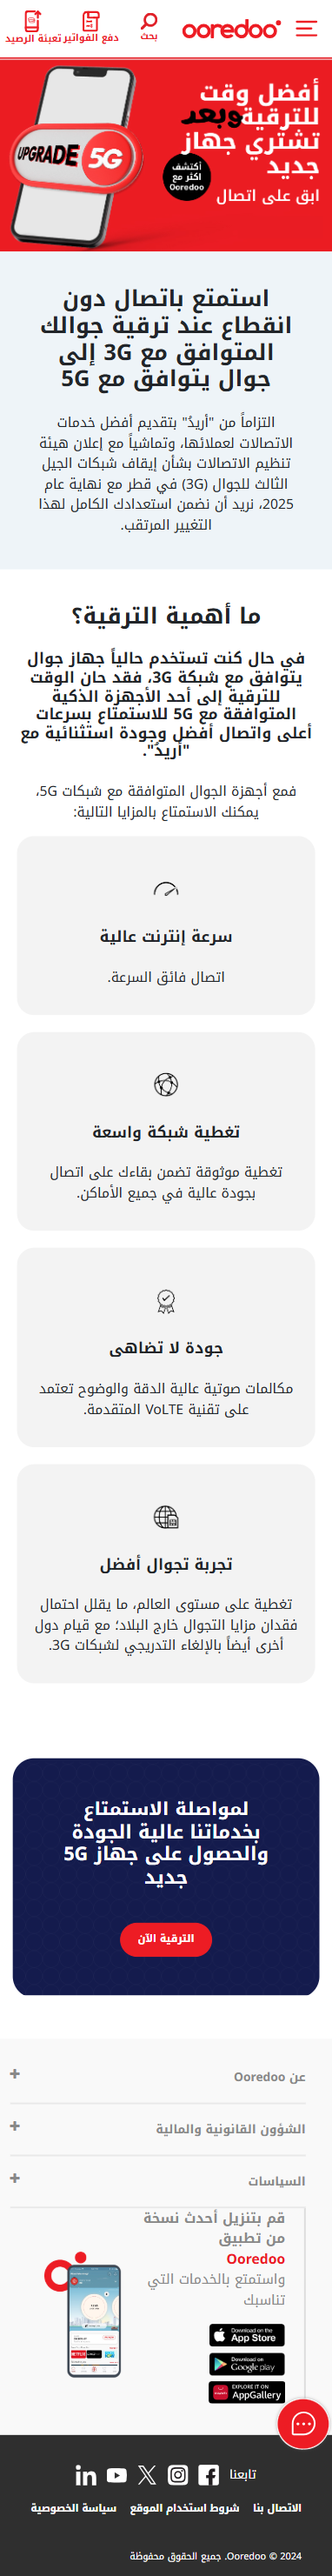 ooredoo
بحث
دفع الفواتير
تعبئة الرصيد
أفضل وقت
للترقية وبعد
تشتري جهاز
جديد
ابق على اتصال
UPGRADE 5G
أكتشف
اكثر مع
Ooredoo
استمتع باتصال دون
انقطاع عند ترقية جوالك
المتوافق مع 3G إلى
جوال يتوافق مع 5G
التزاماً من "أريدُ" بتقديم أفضل خدمات
الاتصالات لعملائها، وتماشياً مع إعلان هيئة
تنظيم الاتصالات بشأن إيقاف شبكات الجيل
الثالث للجوال (3G) في قطر مع نهاية عام
2025، نريد أن نضمن استعدادك الكامل لهذا
التغيير المرتقب.
ما أهمية الترقية؟
في حال كنت تستخدم حالياً جهاز جوال
يتوافق مع شبكة 3G، فقد حان الوقت
للترقية إلى أحد الأجهزة الذكية
المتوافقة مع 5G للاستمتاع بسرعات
أعلى واتصال أفضل وجودة استثنائية مع
"أريدُ".
فمع أجهزة الجوال المتوافقة مع شبكات 5G،
يمكنك الاستمتاع بالمزايا التالية:
سرعة إنترنت عالية
اتصال فائق السرعة.
تغطية شبكة واسعة
تغطية موثوقة تضمن بقاءك على اتصال
بجودة عالية في جميع الأماكن.
جودة لا تضاهى
مكالمات صوتية عالية الدقة والوضوح تعتمد
على تقنية VoLTE المتقدمة.
تجربة تجوال أفضل
تغطية على مستوى العالم، ما يقلل احتمال
فقدان مزايا التجوال خارج البلاد؛ مع قيام دول
أخرى أيضاً بالإلغاء التدريجي لشبكات 3G.
لمواصلة الاستمتاع
بخدماتنا عالية الجودة
والحصول على جهاز 5G
جديد
الترقية الآن
عن Ooredoo
الشؤون القانونية والمالية
السياسات
قم بتنزيل أحدث نسخة
من تطبيق
Ooredoo
واستمتع بالخدمات التي
تناسبك
Download on the
App Store
Download on
Google play
EXPLORE IT ON
AppGallery
تابعنا
الاتصال بنا
شروط استخدام الموقع
سياسة الخصوصية
Ooredoo © 2024. جميع الحقوق محفوظة